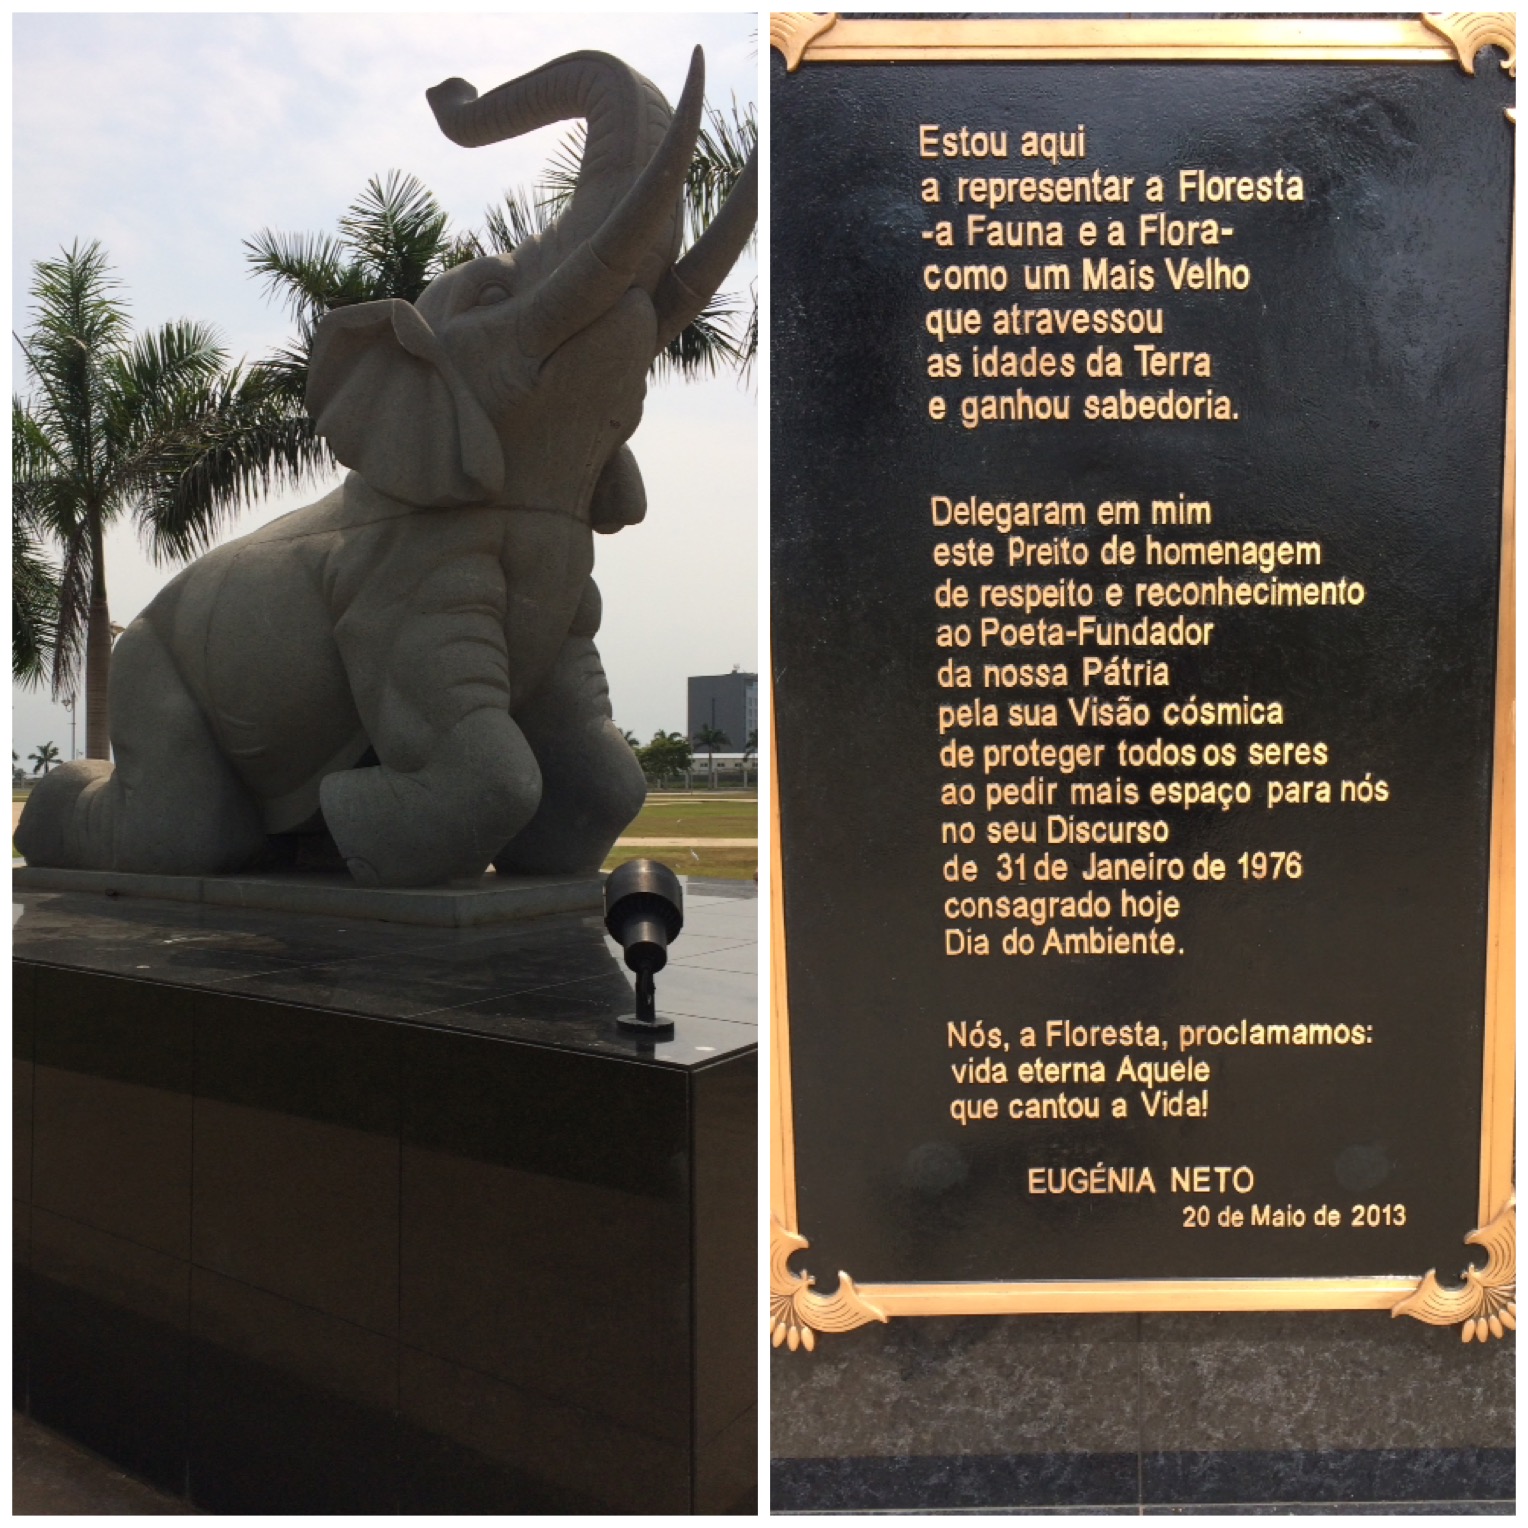 Estou aqui
a representar a Floresta
-a Fauna e a Flora-
como um Mais Velho
que atravessou
as idades da Terra
e ganhou sabedoria.
Delegaram em mim
este Preito de homenagem
de respeito e reconhecimento
ao Poeta-Fundador
da nossa Pátria
pela sua Visão cósmica
de proteger todos os seres
ao pedir mais espaço para nós
no seu Discurso
de 31 de Janeiro de 1976
consagrado hoje
Dia do Ambiente.
Nós, a Floresta, proclamamos:
vida eterna Aquele
que cantou a Vida!
EUGÉNIA NETO
20 de Maio de 2013